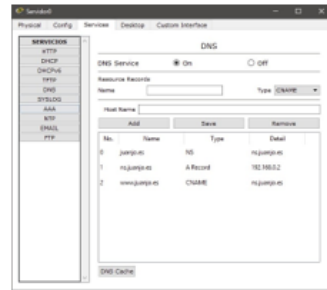 Servidor0
Physical Config Services Desktop Custom Interface
SERVICIOS
HTTP
DHCP
DHCPv6
TFTP
DNS
SYSLOG
AAA
NTP
EMAIL
FTP
DNS
DNS Service On Off
Resource Records
Name Type CNAME
Host Name
Add Save Remove
No. Name Type Detail
0 juanjo.es NS ns.juanjo.es
1 ns.juanjo.es A Record 192.168.0.2
2 www.juanjo.es CNAME ns.juanjo.es
DNS Cache